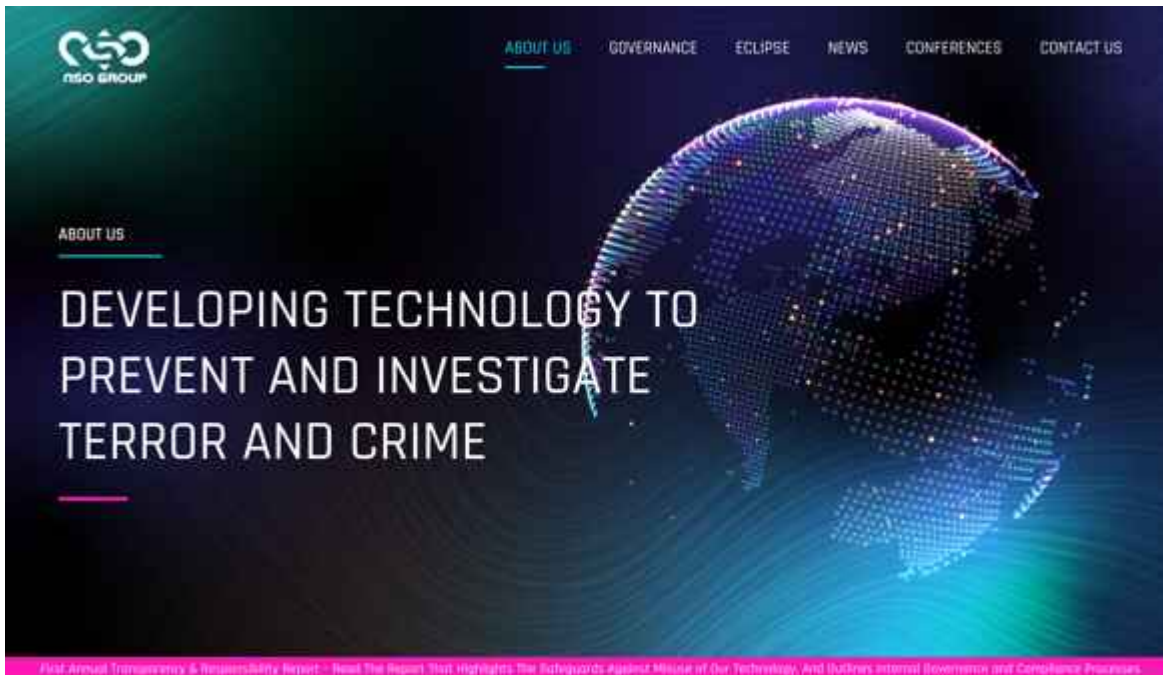 NSO GROUP
ABOUT US GOVERNANCE ECLIPSE NEWS CONFERENCES CONTACT US
ABOUT US
DEVELOPING TECHNOLOGY TO
PREVENT AND INVESTIGATE
TERROR AND CRIME
First Annual Transparency & Responsibility Report - Read The Report That Highlights The Safeguards Against Misuse of Our Technology, And Outlines Internal Governance and Compliance Processes